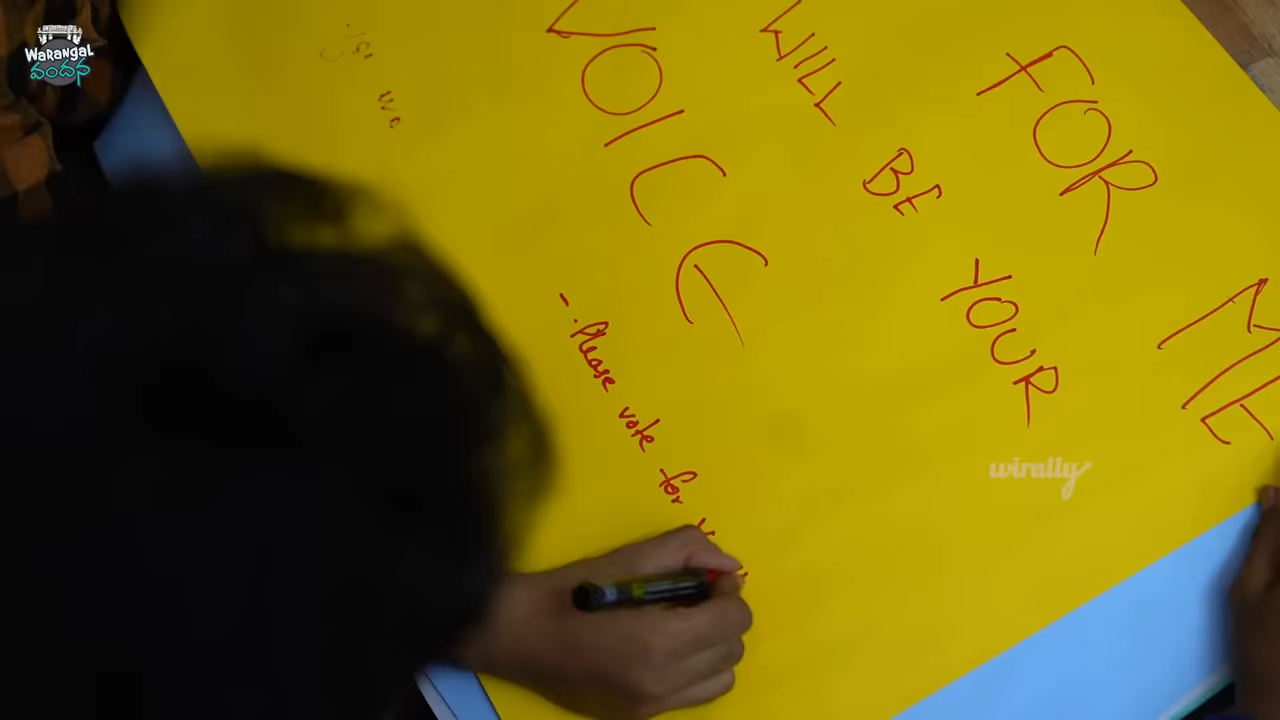 WARANGAL
వందన
FOR ME
WILL BE YOUR
VOICE
-: Please vote for
wirally